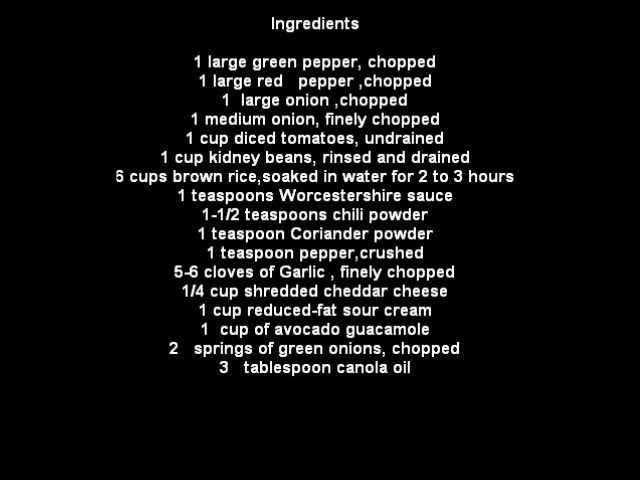 Ingredients
1 large green pepper, chopped
1 large red pepper ,chopped
1 large onion ,chopped
1 medium onion, finely chopped
1 cup diced tomatoes, undrained
1 cup kidney beans, rinsed and drained
6 cups brown rice,soaked in water for 2 to 3 hours
1 teaspoons Worcestershire sauce
1-1/2 teaspoons chili powder
1 teaspoon Coriander powder
1 teaspoon pepper,crushed
5-6 cloves of Garlic , finely chopped
1/4 cup shredded cheddar cheese
1 cup reduced-fat sour cream
1 cup of avocado guacamole
2 springs of green onions, chopped
3 tablespoon canola oil